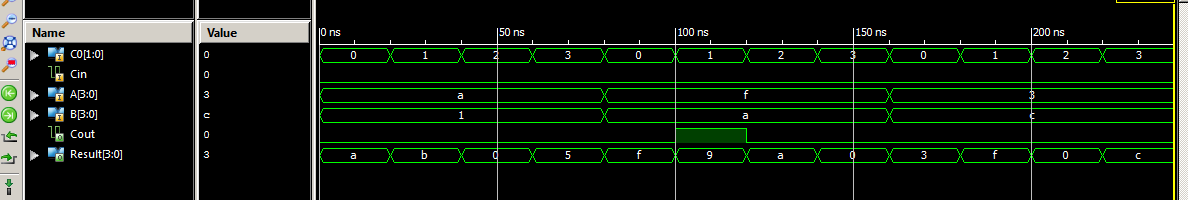 Name Value 0 ns 50 ns 100 ns 150 ns 200 ns
C0[1:0] 0 0 1 2 3 0 1 2 3 0 1 2 3
Cin 0
A[3:0] 3 a f 3
B[3:0] c 1 a c
Cout 0
Result[3:0] 3 a b 0 5 f 9 a 0 3 f 0 c